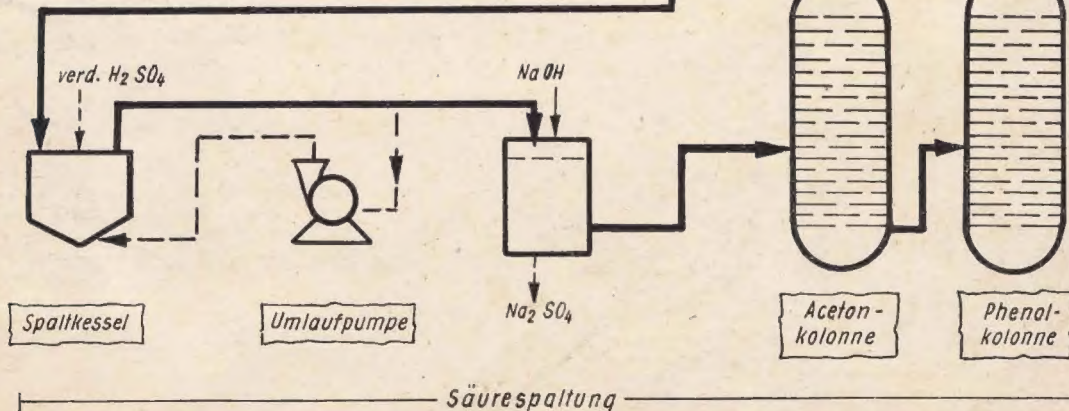 verd. H₂SO₄
NaOH
Na₂SO₄
Spaltkessel
Umlaufpumpe
Aceton-
kolonne
Phenol-
kolonne
Säurespaltung